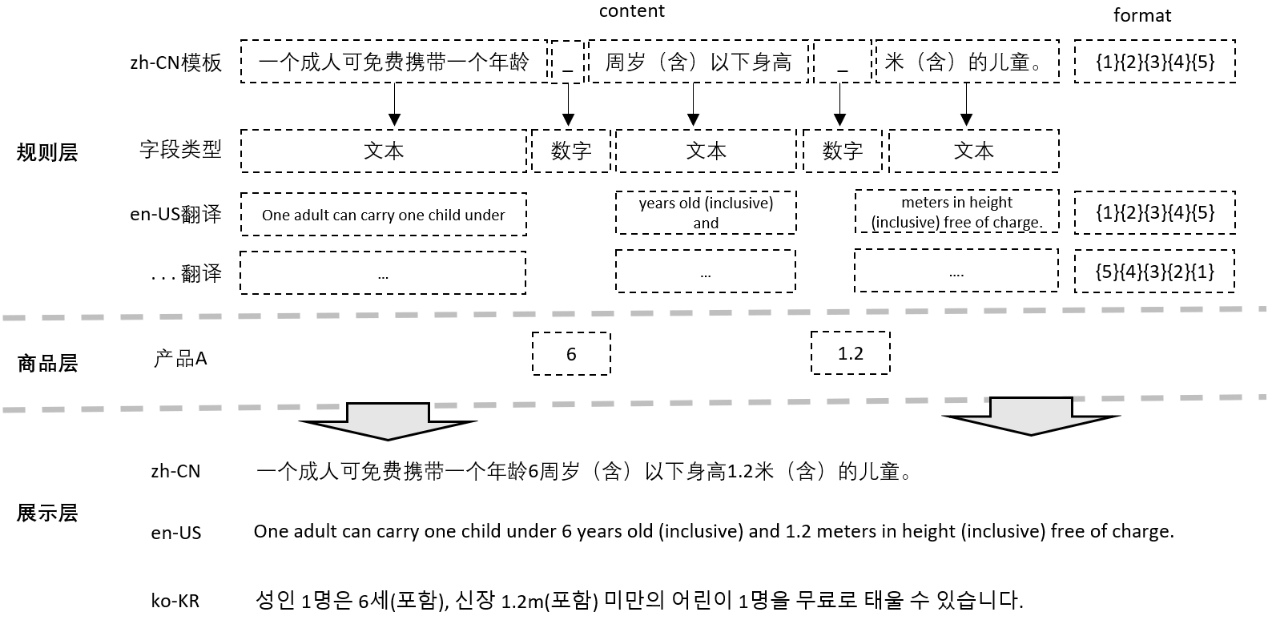 content format
zh-CN模板 一个成人可免费携带一个年龄 _ 周岁（含）以下身高 _ 米（含）的儿童。 {1}{2}{3}{4}{5}
规则层 字段类型 文本 数字 文本 数字 文本
en-US翻译 One adult can carry one child under years old (inclusive) and meters in height (inclusive) free of charge. {1}{2}{3}{4}{5}
...翻译 ... ... .... {5}{4}{3}{2}{1}
商品层 产品A 6 1.2
zh-CN 一个成人可免费携带一个年龄6周岁（含）以下身高1.2米（含）的儿童。
展示层
en-US One adult can carry one child under 6 years old (inclusive) and 1.2 meters in height (inclusive) free of charge.
ko-KR 성인 1명은 6세(포함), 신장 1.2m(포함) 미만의 어린이 1명을 무료로 태울 수 있습니다.